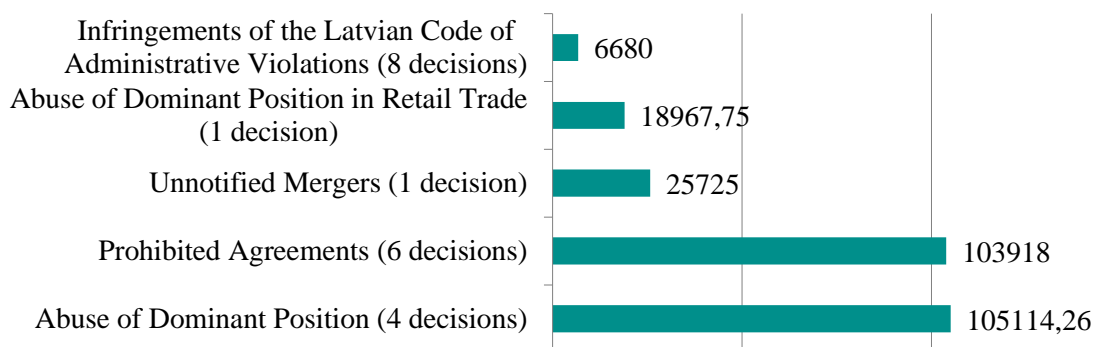 Infringements of the Latvian Code of
Administrative Violations (8 decisions)
6680
Abuse of Dominant Position in Retail Trade
(1 decision)
18967,75
Unnotified Mergers (1 decision)
25725
Prohibited Agreements (6 decisions)
103918
Abuse of Dominant Position (4 decisions)
105114,26